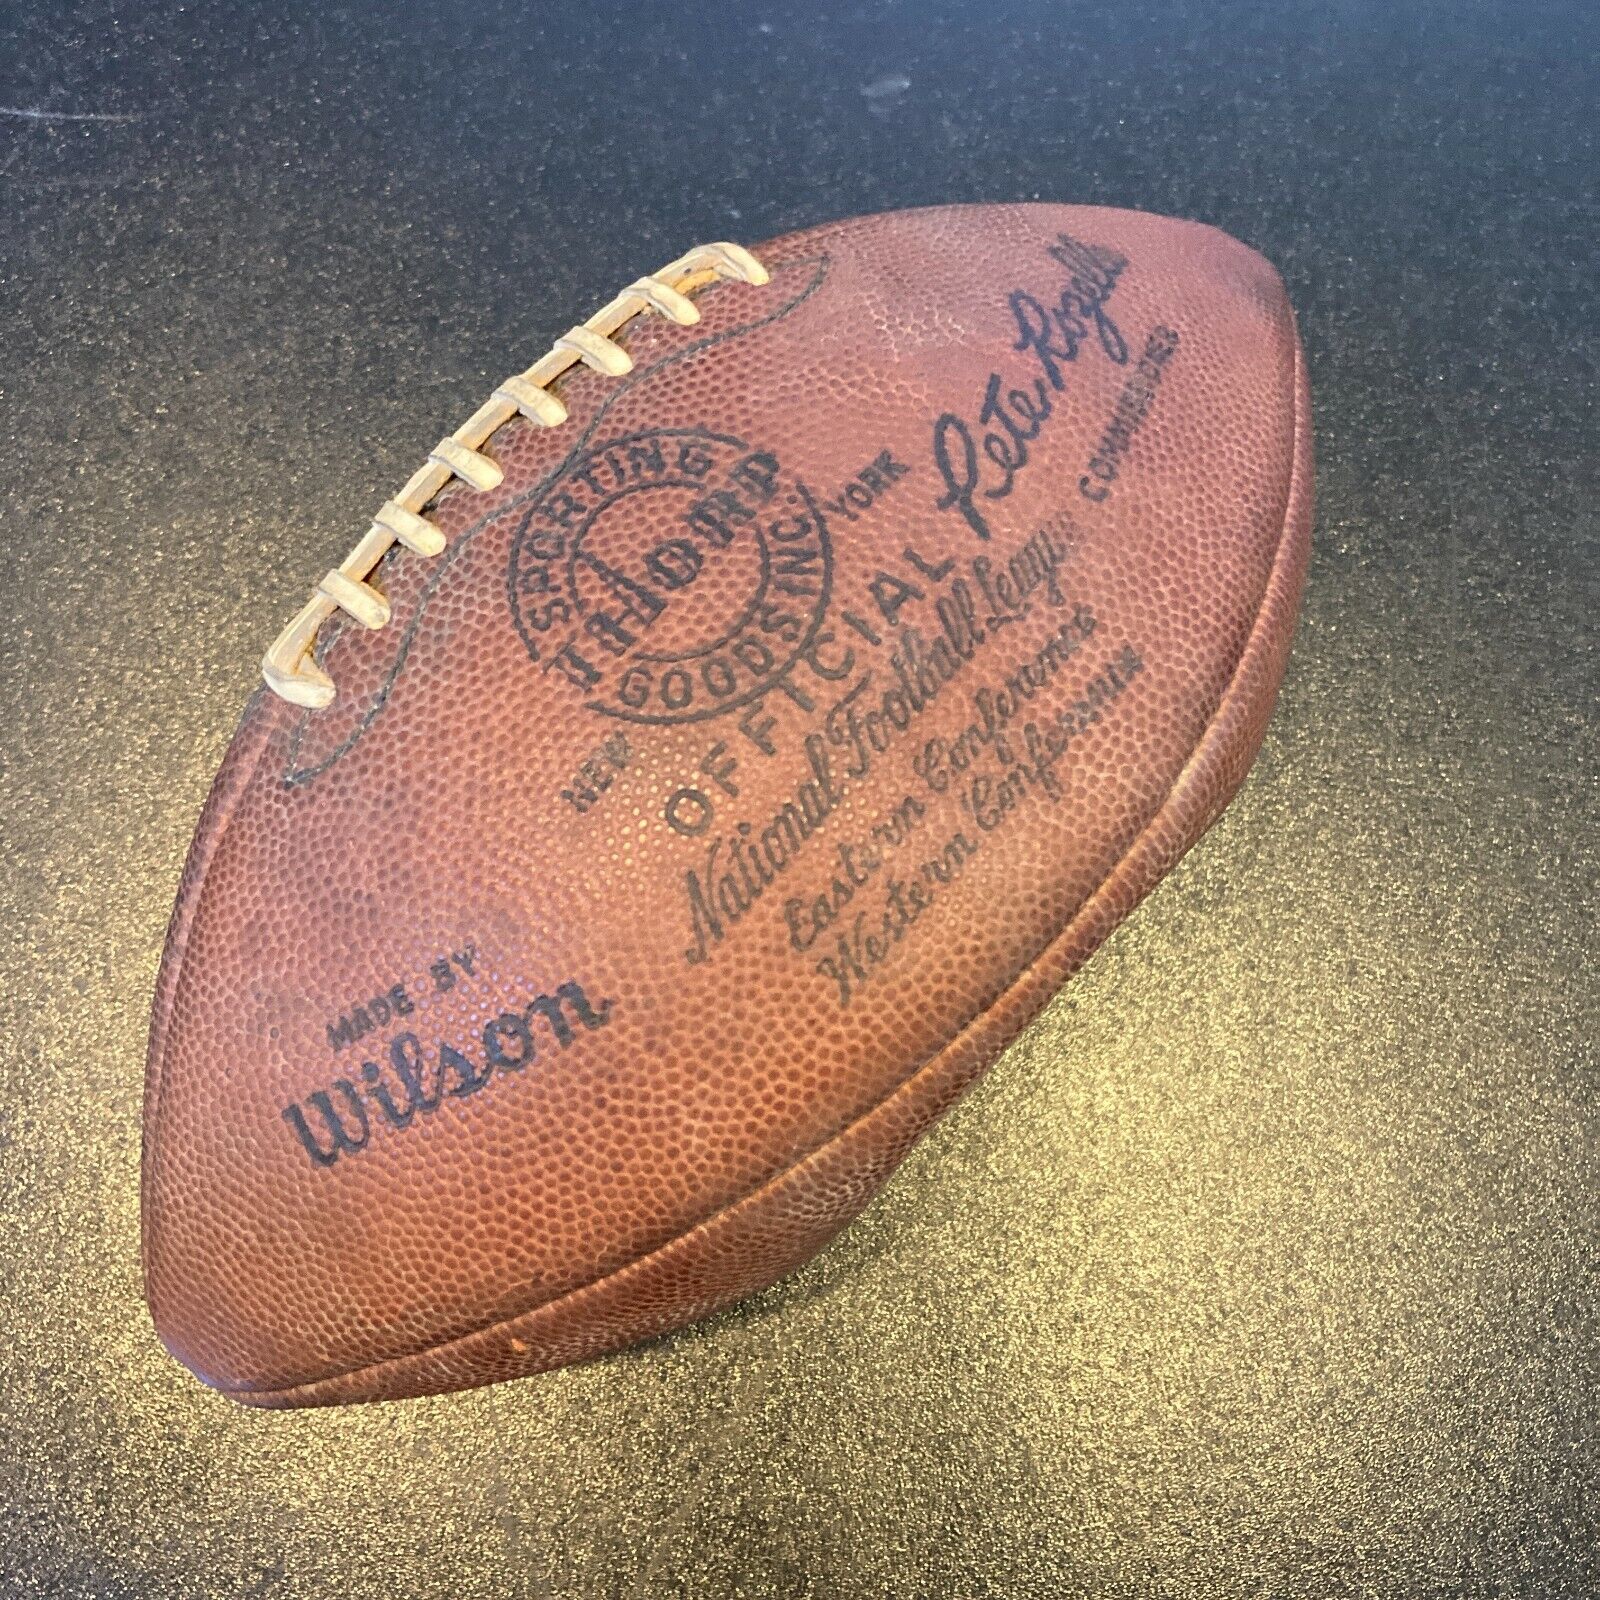 SPORTING
THORP
GOODS INC.
NEW YORK
OFFICIAL
National Football League
Eastern Conference
Western Conference
Pete Rozelle
COMMISSIONER
MADE BY
Wilson